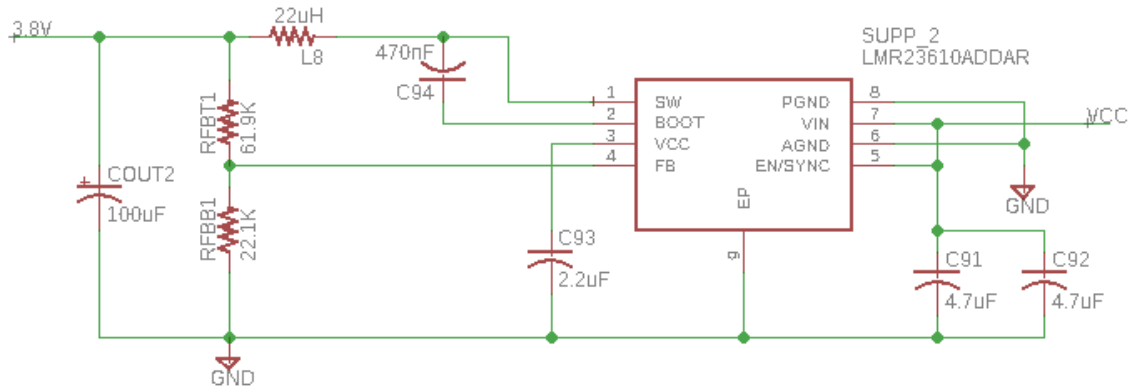 3.8V
22uH
L8
470nF
C94
SUPP_2
LMR23610ADDAR
1 SW PGND 8
2 BOOT VIN 7
3 VCC AGND 6
4 FB EN/SYNC 5
EP
9
VCC
RFBT1
61.9K
COUT2
100uF
RFBB1
22.1K
C93
2.2uF
GND
C91
4.7uF
C92
4.7uF
GND